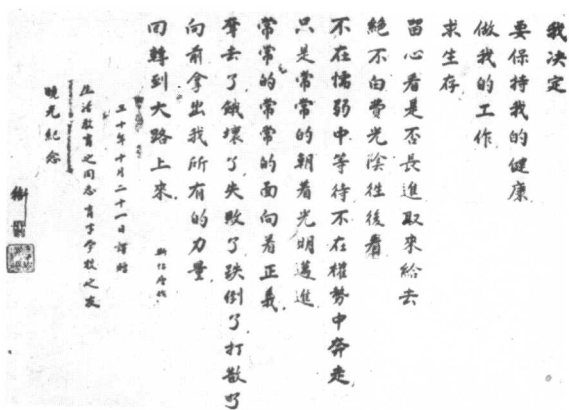 我决定
要保持我的健康
做我的工作
求生存
留心看是否長進取來給去
絕不白費光陰徃後看
不在懦弱中等待不在權勢中奔走
只是常常的朝着光明邁進
常常的常常的面向着正義
去了餓壞了失敗了跌倒了打散了
向前拿出我所有的力量
回轉到大路上來
三十年十月二十一日譯時
生活教育之同志育才學校之友
曉光紀念